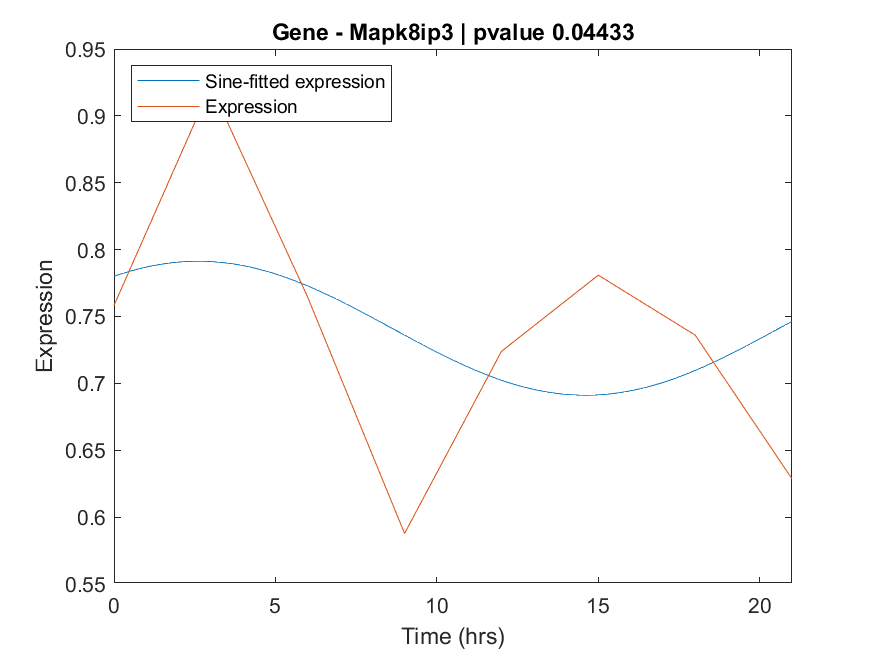 Gene - Mapk8ip3 | pvalue 0.04433
0.95
0.9
0.85
0.8
0.75
0.7
0.65
0.6
0.55
Expression
Sine-fitted expression
Expression
0 5 10 15 20
Time (hrs)